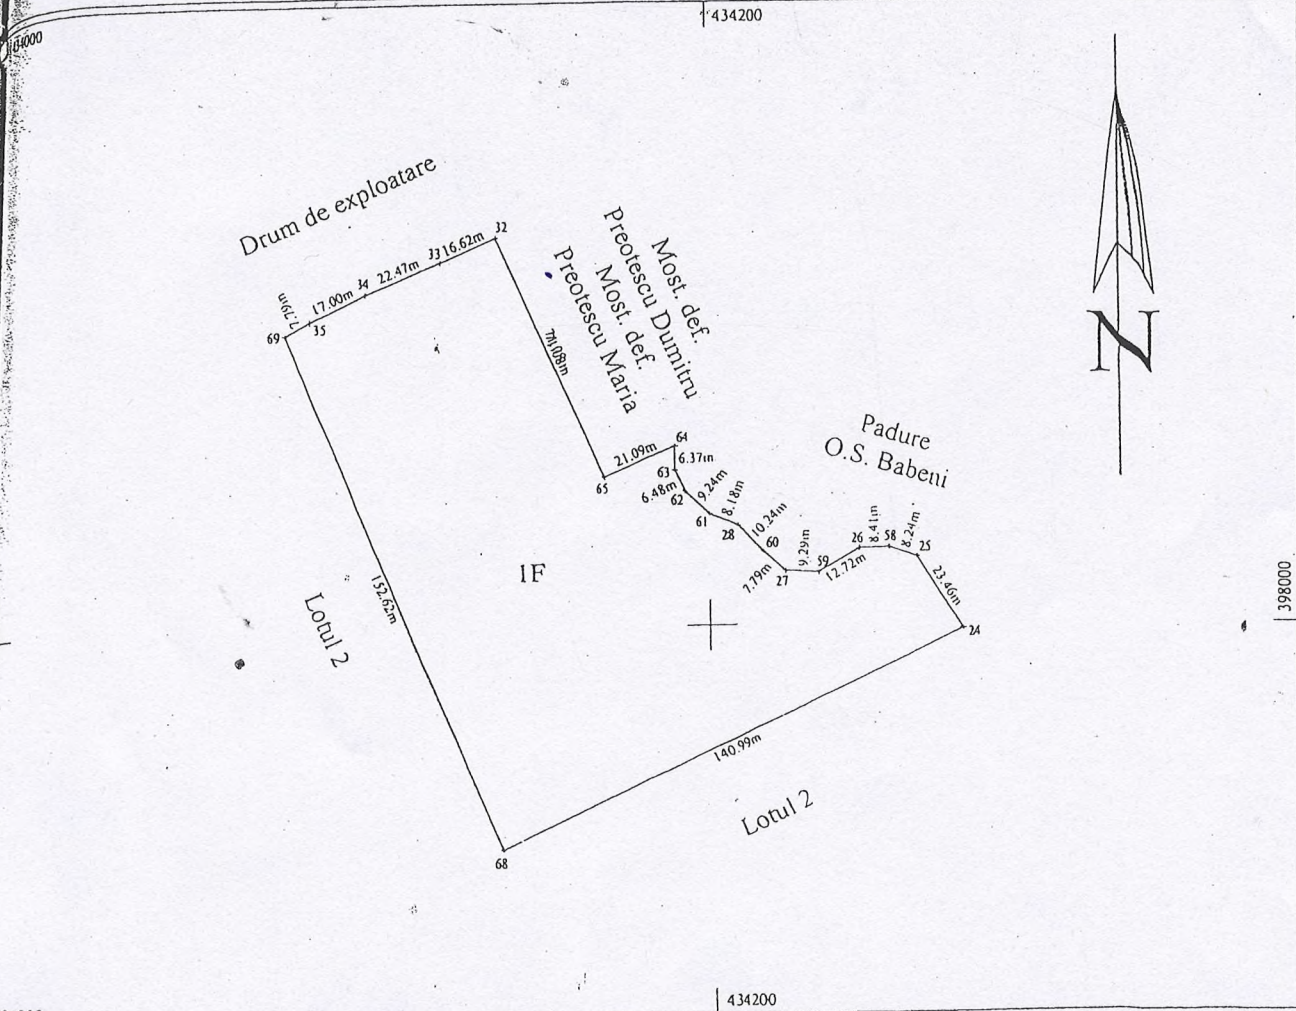 434200
Drum de exploatare
32
16.62m
33
22.47m
34
17.00m
35
7.79m
69
Most. def.
Preotescu Dumitru
Most. def.
Preotescu Maria
64
21.09m
6.37m
63
65
6.48m
62
9.24m
61
8.18m
28
10.24m
60
7.79m
27
9.29m
59
12.72m
26
8.41m
58
8.24m
25
23.46m
24
Padure
O.S. Babeni
1F
152.62m
Lotul 2
140.99m
Lotul 2
68
N
398000
434200